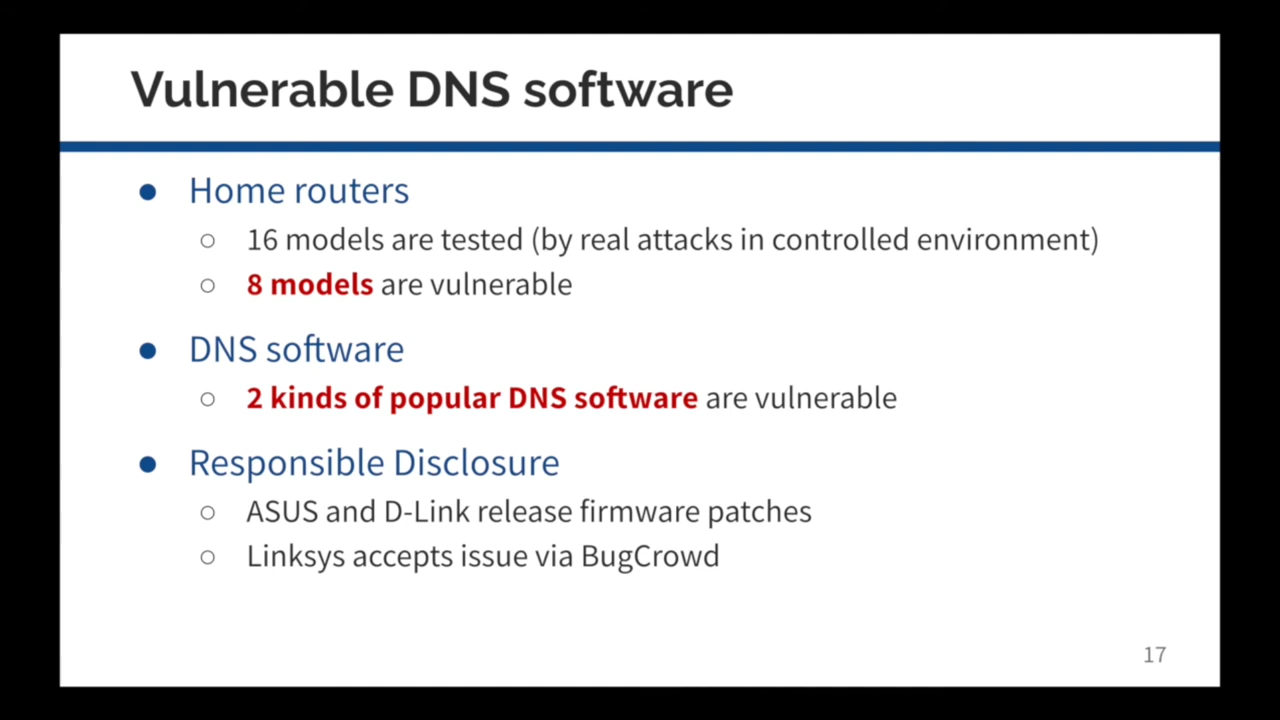 Vulnerable DNS software
● Home routers
○ 16 models are tested (by real attacks in controlled environment)
○ 8 models are vulnerable
● DNS software
○ 2 kinds of popular DNS software are vulnerable
● Responsible Disclosure
○ ASUS and D-Link release firmware patches
○ Linksys accepts issue via BugCrowd
17